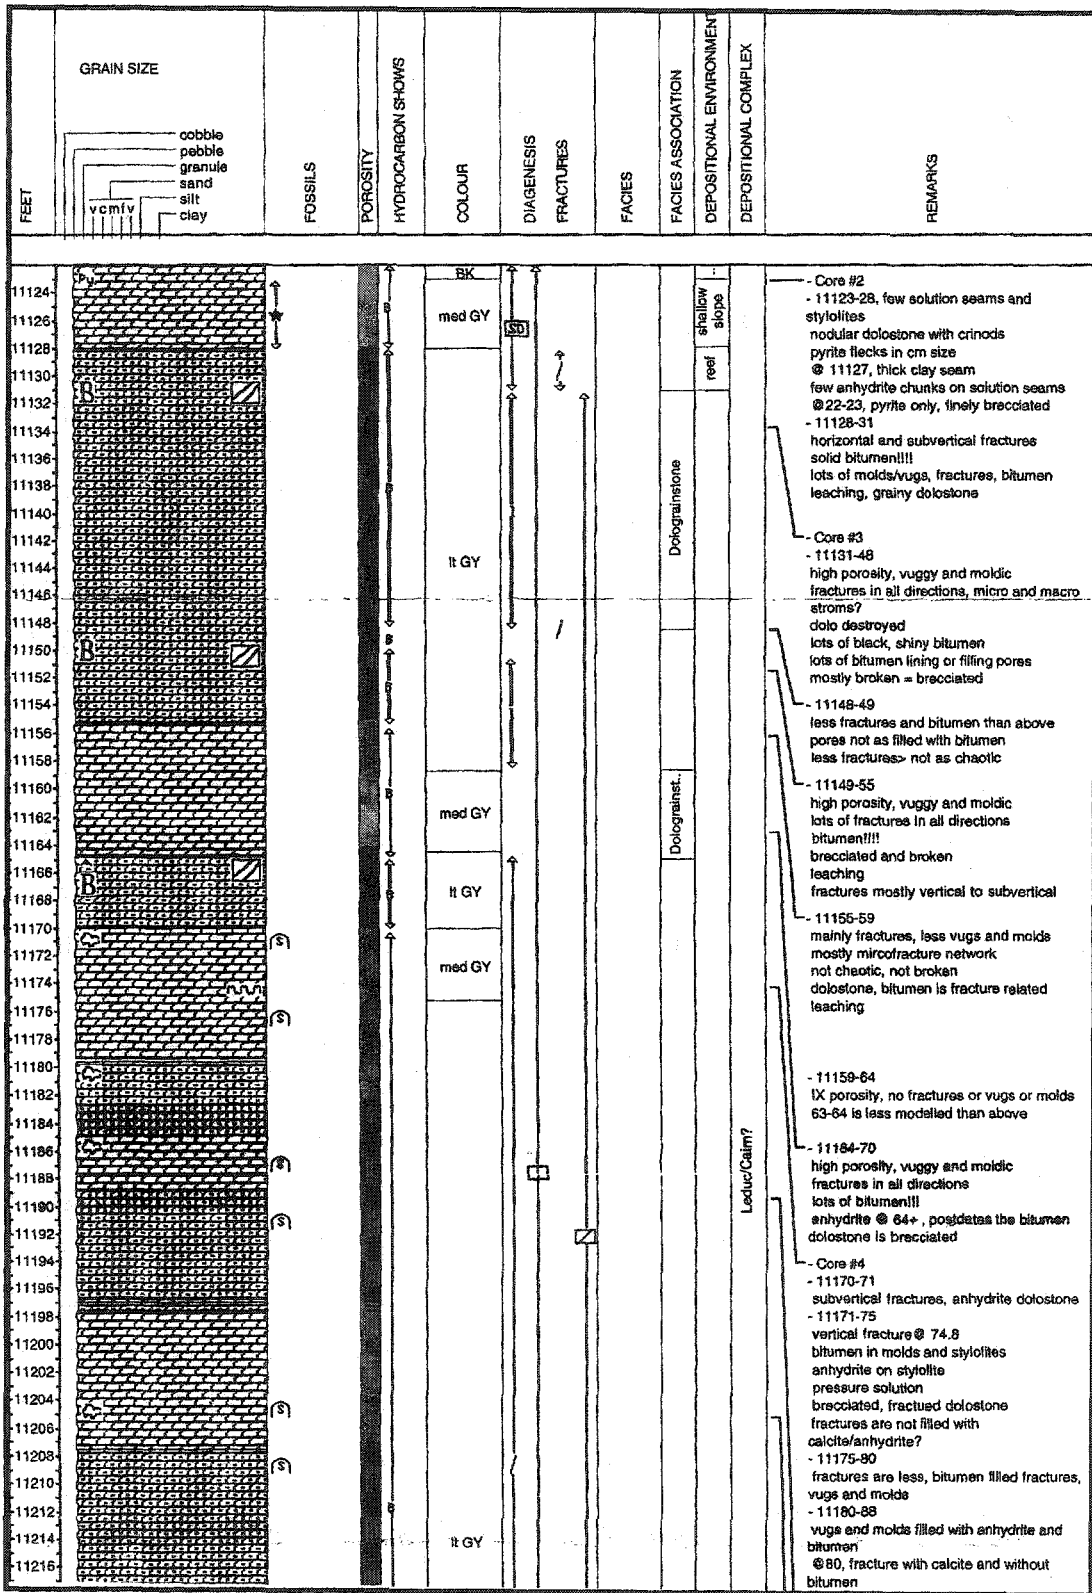 GRAIN SIZE
cobble
pebble
granule
sand
silt
clay
v c m f v
FEET
FOSSILS
POROSITY
HYDROCARBON SHOWS
COLOUR
DIAGENESIS
FRACTURES
FACIES
FACIES ASSOCIATION
DEPOSITIONAL ENVIRONMENT
DEPOSITIONAL COMPLEX
REMARKS
11124
11126
11128
11130
11132
11134
11136
11138
11140
11142
11144
11146
11148
11150
11152
11154
11156
11158
11160
11162
11164
11166
11168
11170
11172
11174
11176
11180
11182
11184
11186
11188
11190
11192
11194
11196
11198
11200
11202
11204
11206
11208
11210
11212
11214
11216
Py
B
B
B
S
S
S
S
S
S
B
B
B
B
B
B
B
BK
med GY
lt GY
med GY
lt GY
med GY
lt GY
SD
Dolograinstone
Dolograinst..
..
shallow
slope
reef
Leduc/Cairn?
- Core #2
- 11123-28, few solution seams and
stylolites
nodular dolostone with crinods
pyrite flecks in cm size
@ 11127, thick clay seam
few anhydrite chunks on solution seams
@22-23, pyrite only, finely brecciated
- 11128-31
horizontal and subvertical fractures
solid bitumen!!!!
lots of molds/vugs, fractures, bitumen
leaching, grainy dolostone
- Core #3
- 11131-48
high porosity, vuggy and moldic
fractures in all directions, micro and macro
stroms?
dolo destroyed
lots of black, shiny bitumen
lots of bitumen lining or filling pores
mostly broken = brecciated
- 11148-49
less fractures and bitumen than above
pores not as filled with bitumen
less fractures> not as chaotic
- 11149-55
high porosity, vuggy and moldic
lots of fractures in all directions
bitumen!!!!
brecciated and broken
leaching
fractures mostly vertical to subvertical
- 11155-59
mainly fractures, less vugs and molds
mostly mircofracture network
not chaotic, not broken
dolostone, bitumen is fracture related
leaching
- 11159-64
IX porosity, no fractures or vugs or molds
63-64 is less modelled than above
- 11164-70
high porosity, vuggy and moldic
fractures in all directions
lots of bitumen!!!
anhydrite @ 64+ , postdates the bitumen
dolostone is brecciated
- Core #4
- 11170-71
subvertical fractures, anhydrite dolostone
- 11171-75
vertical fracture @ 74.8
bitumen in molds and stylolites
anhydrite on stylolite
pressure solution
brecciated, fractued dolostone
fractures are not filled with
calcite/anhydrite?
- 11175-80
fractures are less, bitumen filled fractures,
vugs and molds
- 11180-88
vugs and molds filled with anhydrite and
bitumen
@80, fracture with calcite and without
bitumen